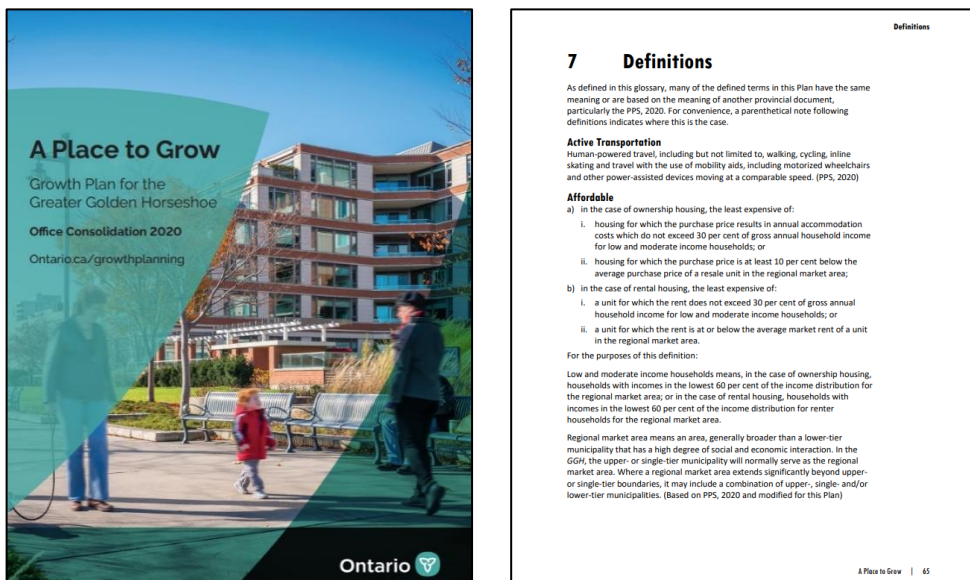 A Place to Grow
Growth Plan for the
Greater Golden Horseshoe
Office Consolidation 2020
Ontario.ca/growthplanning
Ontario
Definitions
7 Definitions
As defined in this glossary, many of the defined terms in this Plan have the same
meaning or are based on the meaning of another provincial document,
particularly the PPS, 2020. For convenience, a parenthetical note following
definitions indicates where this is the case.
Active Transportation
Human-powered travel, including but not limited to, walking, cycling, inline
skating and travel with the use of mobility aids, including motorized wheelchairs
and other power-assisted devices moving at a comparable speed. (PPS, 2020)
Affordable
a) in the case of ownership housing, the least expensive of:
i. housing for which the purchase price results in annual accommodation
costs which do not exceed 30 per cent of gross annual household income
for low and moderate income households; or
ii. housing for which the purchase price is at least 10 per cent below the
average purchase price of a resale unit in the regional market area;
b) in the case of rental housing, the least expensive of:
i. a unit for which the rent does not exceed 30 per cent of gross annual
household income for low and moderate income households; or
ii. a unit for which the rent is at or below the average market rent of a unit
in the regional market area.
For the purposes of this definition:
Low and moderate income households means, in the case of ownership housing,
households with incomes in the lowest 60 per cent of the income distribution for
the regional market area; or in the case of rental housing, households with
incomes in the lowest 60 per cent of the income distribution for renter
households for the regional market area.
Regional market area means an area, generally broader than a lower-tier
municipality that has a high degree of social and economic interaction. In the
GGH, the upper- or single-tier municipality will normally serve as the regional
market area. Where a regional market area extends significantly beyond upper-
or single-tier boundaries, it may include a combination of upper-, single- and/or
lower-tier municipalities. (Based on PPS, 2020 and modified for this Plan)
A Place to Grow | 65